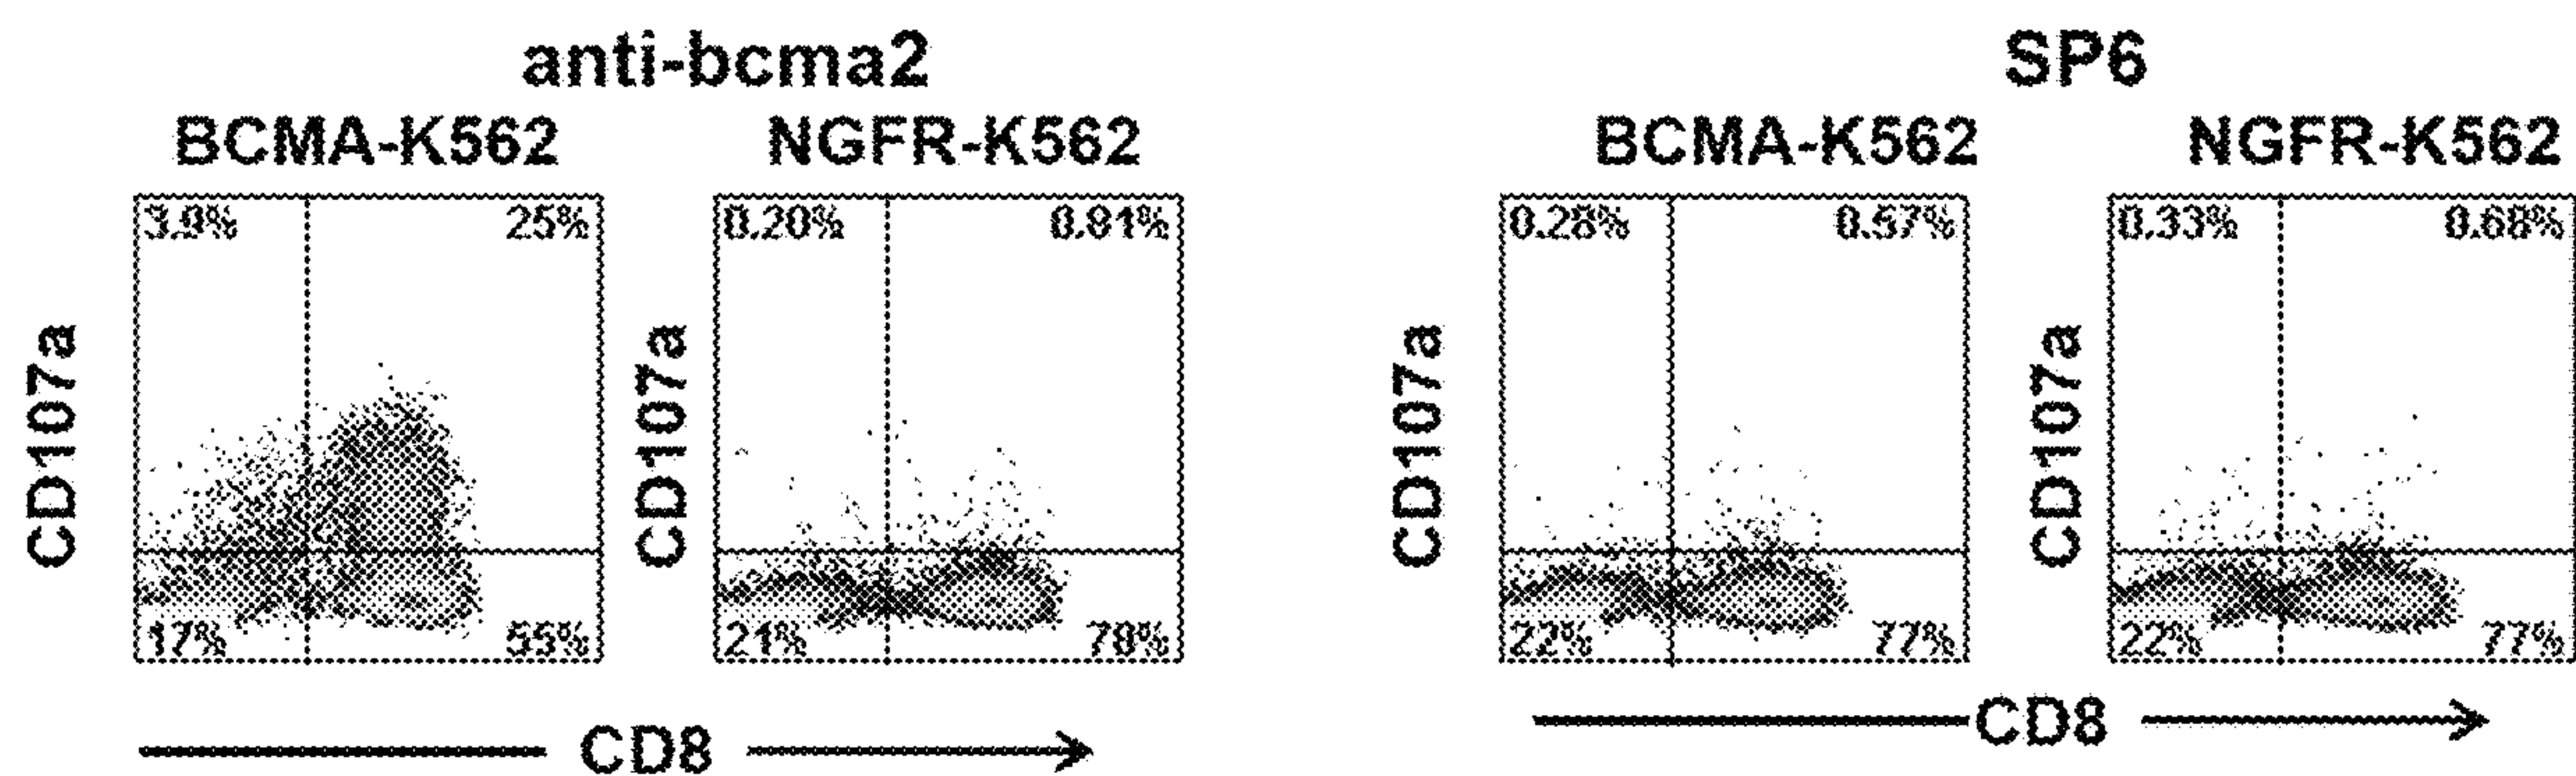 anti-bcma2 SP6
BCMA-K562 NGFR-K562 BCMA-K562 NGFR-K562
3.9% 25% 0.20% 0.81% 0.28% 0.57% 0.33% 0.68%
CD107a CD107a CD107a CD107a
17% 55% 21% 78% 22% 77% 22% 77%
CD8 CD8